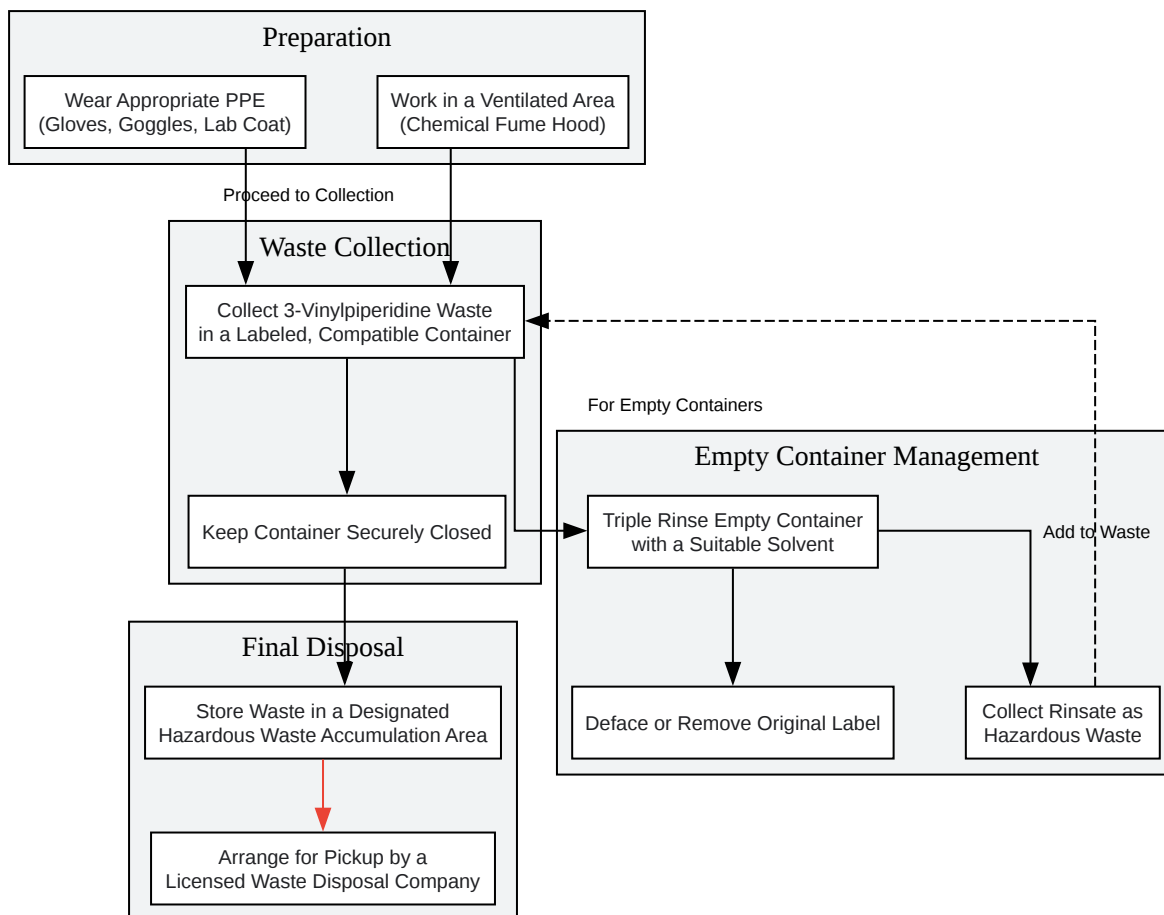 Preparation
Wear Appropriate PPE
(Gloves, Goggles, Lab Coat)
Work in a Ventilated Area
(Chemical Fume Hood)
Proceed to Collection
Waste Collection
Collect 3-Vinylpiperidine Waste
in a Labeled, Compatible Container
Keep Container Securely Closed
For Empty Containers
Empty Container Management
Triple Rinse Empty Container
with a Suitable Solvent
Add to Waste
Deface or Remove Original Label
Collect Rinsate as
Hazardous Waste
Final Disposal
Store Waste in a Designated
Hazardous Waste Accumulation Area
Arrange for Pickup by a
Licensed Waste Disposal Company